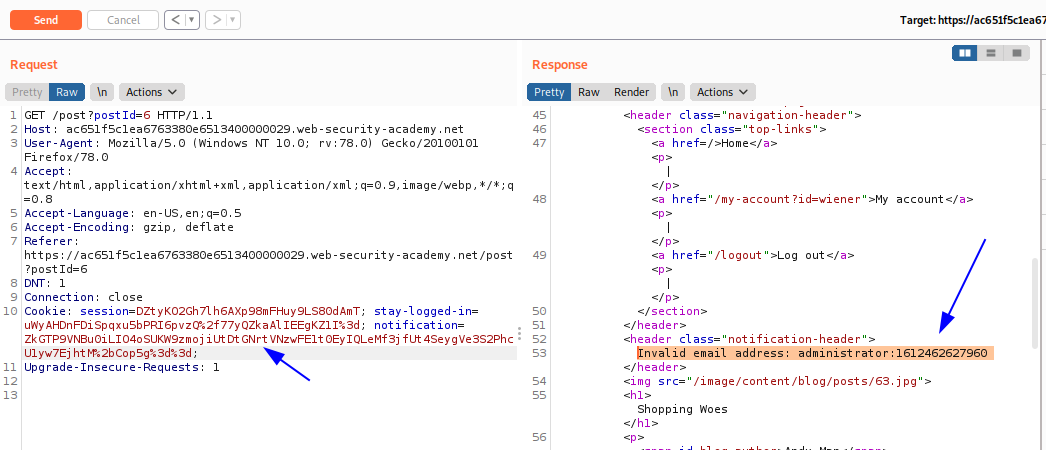 Send Cancel < > Target: https://ac651f5c1ea67
Request
Pretty Raw \n Actions
1 GET /post?postId=6 HTTP/1.1
2 Host: ac651f5c1ea6763380e6513400000029.web-security-academy.net
3 User-Agent: Mozilla/5.0 (Windows NT 10.0; rv:78.0) Gecko/20100101
Firefox/78.0
4 Accept:
text/html,application/xhtml+xml,application/xml;q=0.9,image/webp,*/*;q
=0.8
5 Accept-Language: en-US,en;q=0.5
6 Accept-Encoding: gzip, deflate
7 Referer:
https://ac651f5c1ea6763380e6513400000029.web-security-academy.net/post
?postId=6
8 DNT: 1
9 Connection: close
10 Cookie: session=DZtyKO2Gh7lh6AXp98mFHuy9LS80dAmT; stay-logged-in=
uWyAHDnFDiSpqxu5bPRI6pvzQ%2f77yQZkaAlIEEgKZ1I%3d; notification=
ZkGTP9VNBu0iLIO4oSUKW9zmojiUtDtGNrtVNzwFE1t0EyIQLeMf3jfUt4SeygVe3S2Phc
Ulyw7EjhtM%2bCop5g%3d%3d;
11 Upgrade-Insecure-Requests: 1
12
13
Response
Pretty Raw Render \n Actions
45 <header class="navigation-header">
46 <section class="top-links">
47 <a href=/>Home</a>
<p>
|
</p>
48 <a href="/my-account?id=wiener">My account</a>
<p>
|
</p>
49 <a href="/logout">Log out</a>
<p>
|
</p>
50 </section>
51 </header>
52 <header class="notification-header">
53 Invalid email address: administrator:1612462627960
</header>
54 <img src="/image/content/blog/posts/63.jpg">
55 <h1>
Shopping Woes
</h1>
56 <p>